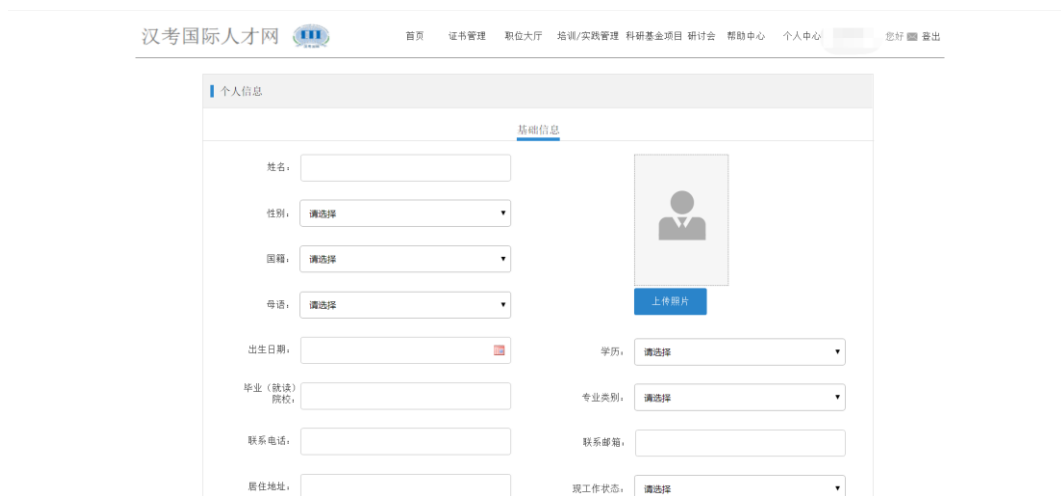 汉考国际人才网
首页 证书管理 职位大厅 培训/实践管理 科研基金项目 研讨会 帮助中心 个人中心 您好 登出
个人信息
基础信息
姓名：
性别： 请选择
国籍： 请选择
母语： 请选择
上传照片
出生日期： 学历： 请选择
毕业（就读）
院校： 专业类别： 请选择
联系电话： 联系邮箱：
居住地址： 现工作状态： 请选择